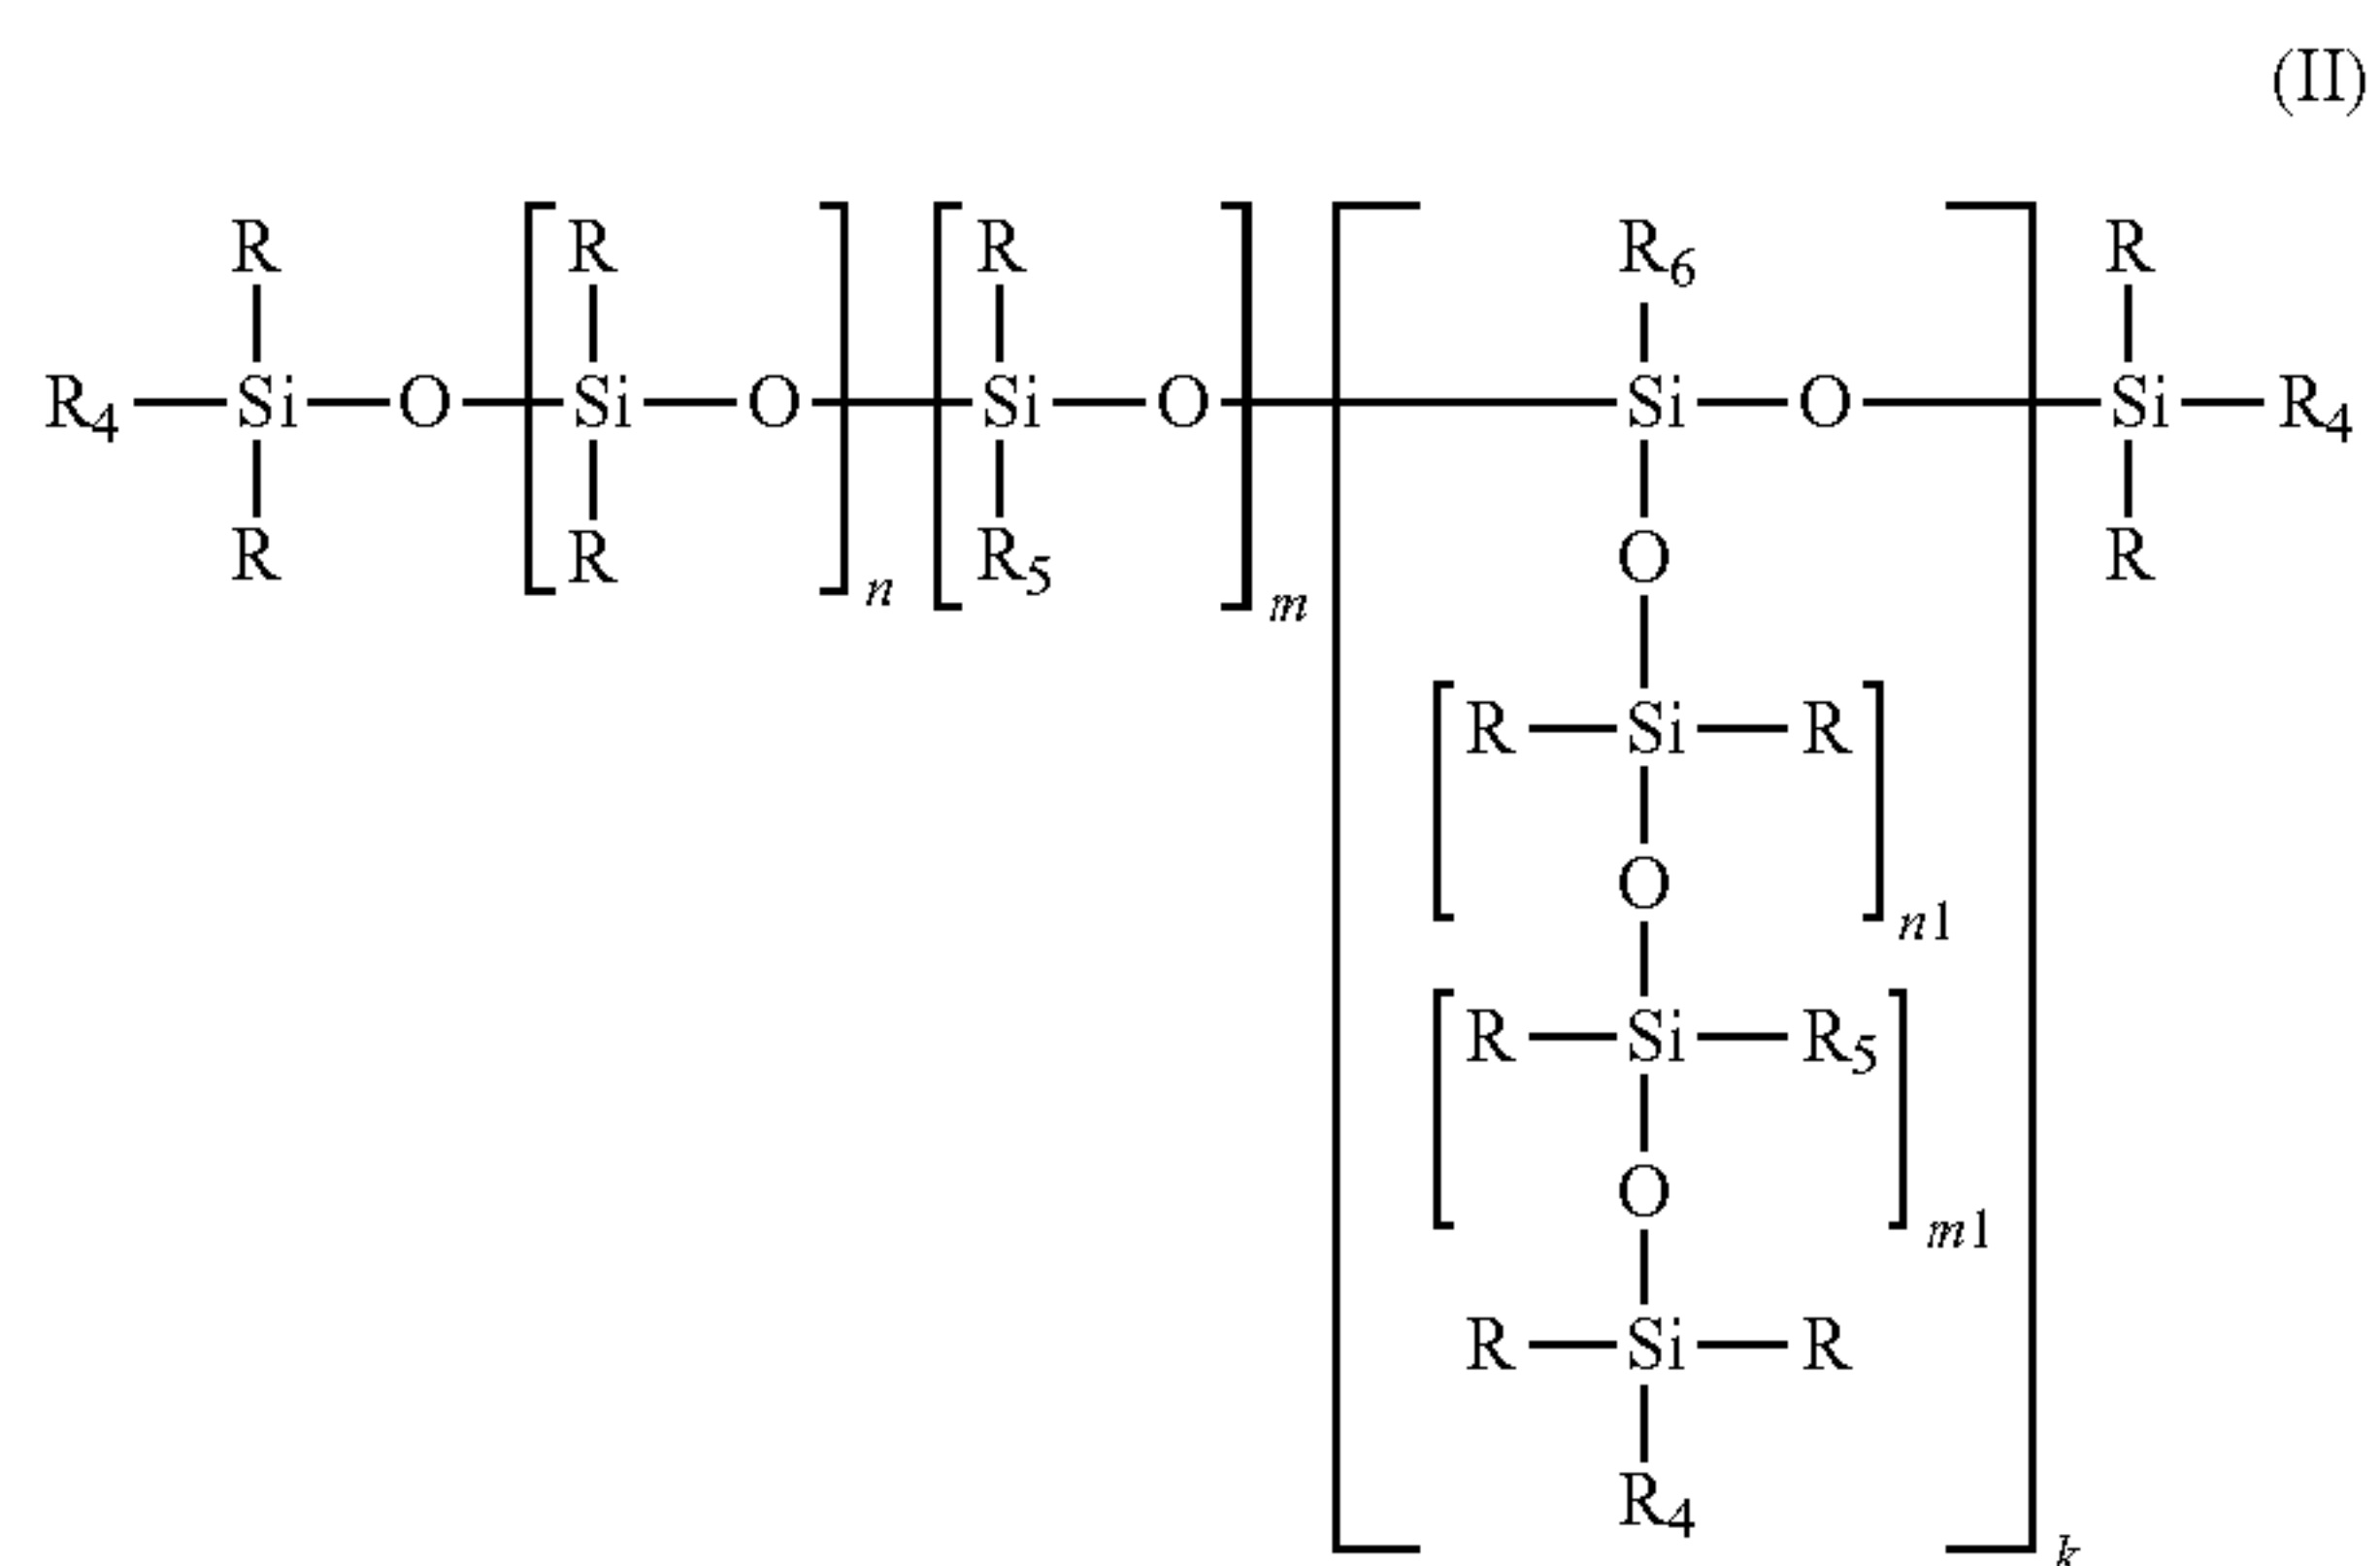 (II)
R R R R6 R
R4—Si—O—[Si—O]n[Si—O]m[Si—O]k Si—R4
R R R5 O R
[R—Si—R]n1
O
[R—Si—R5]m1
O
R—Si—R
R4